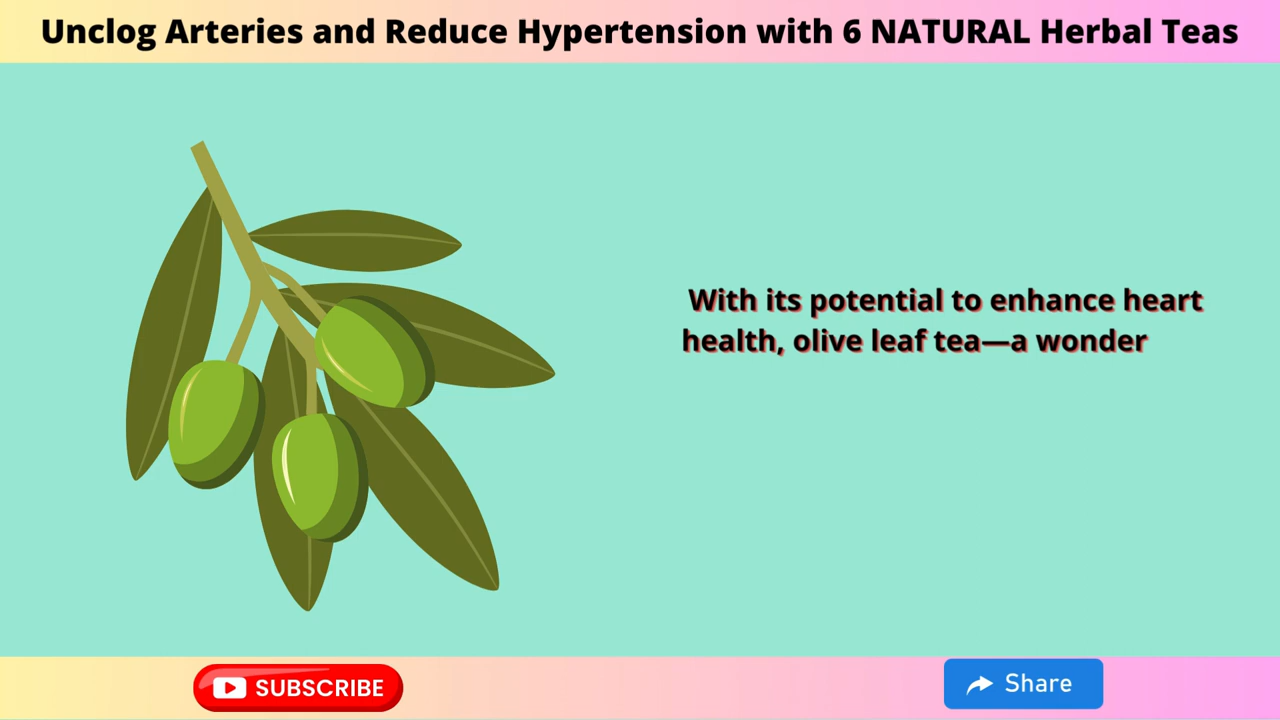 Unclog Arteries and Reduce Hypertension with 6 NATURAL Herbal Teas
With its potential to enhance heart
health, olive leaf tea—a wonder
SUBSCRIBE
Share